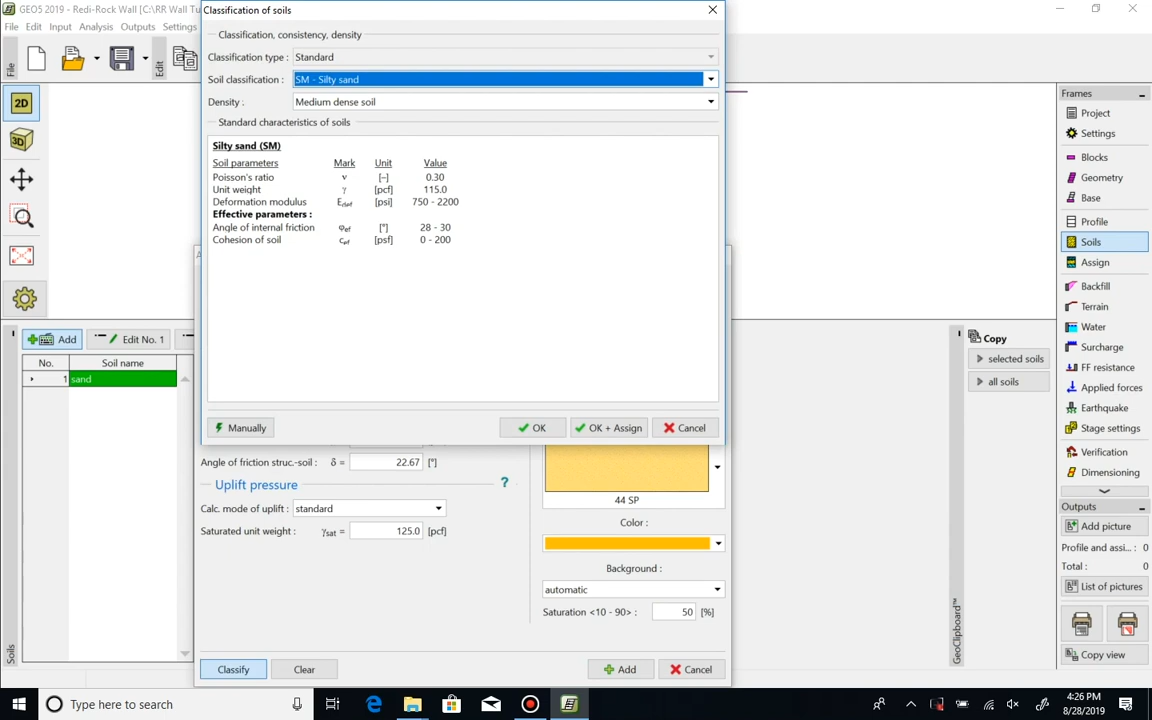 GEO5 2019 - Redi-Rock Wall [C:\RR Wall Tu
Classification of soils
File Edit Input Analysis Outputs Settings
File
Edit
Classification, consistency, density
Classification type : Standard
Soil classification : SM - Silty sand
Density : Medium dense soil
Standard characteristics of soils
Silty sand (SM)
Soil parameters Mark Unit Value
Poisson's ratio ν [–] 0.30
Unit weight γ [pcf] 115.0
Deformation modulus Edef [psi] 750 - 2200
Effective parameters :
Angle of internal friction φef [°] 28 - 30
Cohesion of soil cef [psf] 0 - 200
Manually OK OK + Assign Cancel
2D
3D
Add Edit No. 1
No. Soil name
1 sand
Soils
Angle of friction struc.-soil : δ = 22.67 [°]
Uplift pressure ?
Calc. mode of uplift : standard
Saturated unit weight : γsat = 125.0 [pcf]
44 SP
Color :
Background :
automatic
Saturation <10 - 90> : 50 [%]
Classify Clear Add Cancel
GeoClipboard™
Copy
selected soils
all soils
Frames
Project
Settings
Blocks
Geometry
Base
Profile
Soils
Assign
Backfill
Terrain
Water
Surcharge
FF resistance
Applied forces
Earthquake
Stage settings
Verification
Dimensioning
Outputs
Add picture
Profile and assi... : 0
Total : 0
List of pictures
Copy view
Type here to search
4:26 PM
8/28/2019